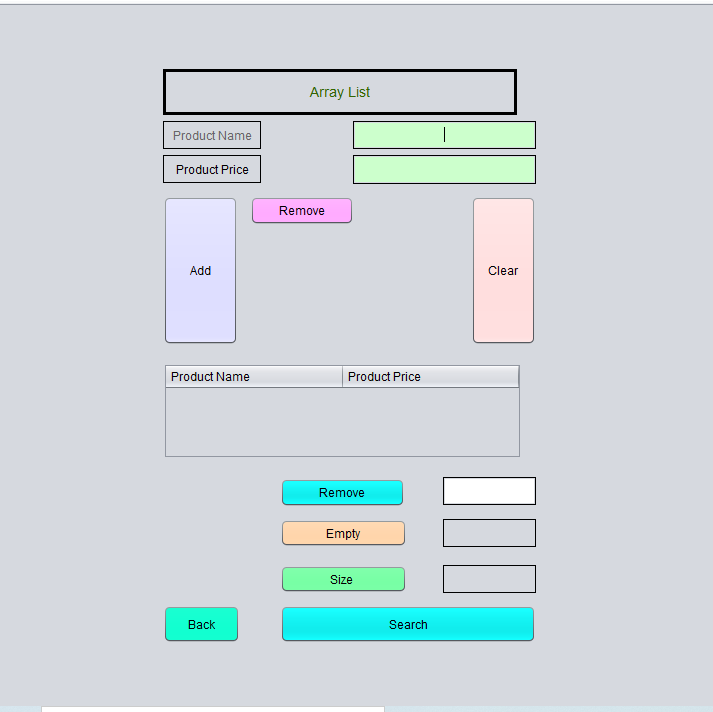 Array List
Product Name
Product Price
Remove
Add
Clear
Product Name Product Price
Remove
Empty
Size
Back Search